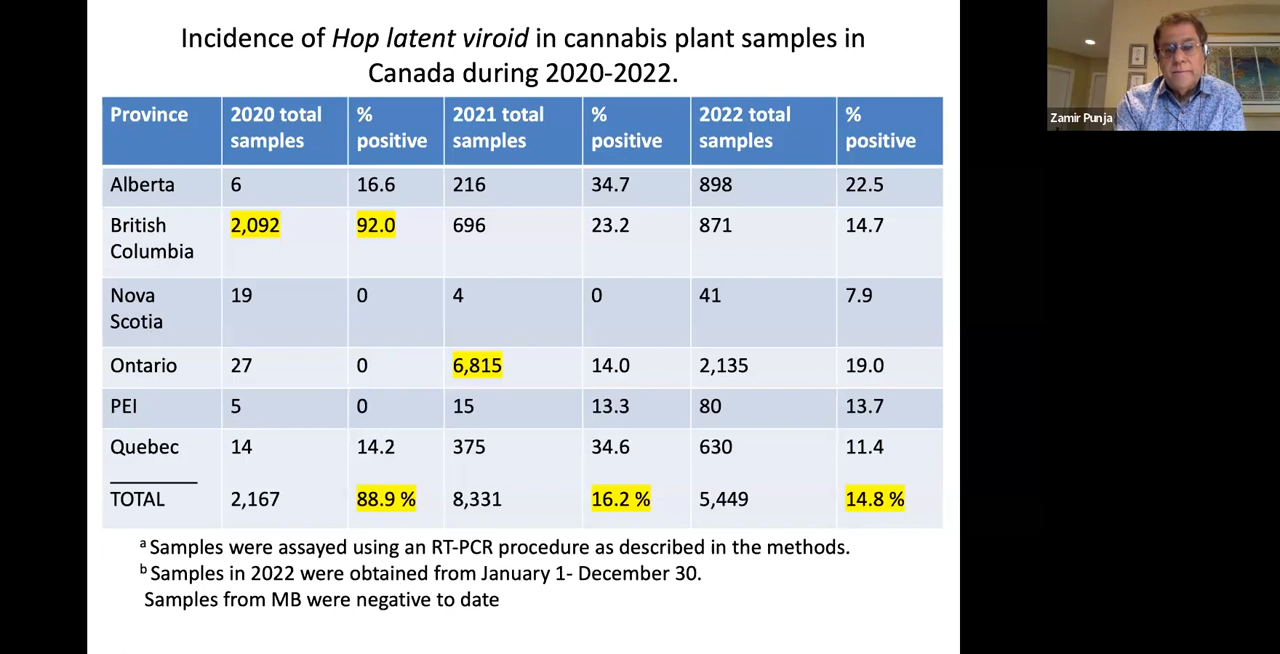 Incidence of Hop latent viroid in cannabis plant samples in
Canada during 2020-2022.
Zamir Punja
Province 2020 total samples % positive 2021 total samples % positive 2022 total samples % positive
Alberta 6 16.6 216 34.7 898 22.5
British Columbia 2,092 92.0 696 23.2 871 14.7
Nova Scotia 19 0 4 0 41 7.9
Ontario 27 0 6,815 14.0 2,135 19.0
PEI 5 0 15 13.3 80 13.7
Quebec 14 14.2 375 34.6 630 11.4
TOTAL 2,167 88.9 % 8,331 16.2 % 5,449 14.8 %
a Samples were assayed using an RT-PCR procedure as described in the methods.
b Samples in 2022 were obtained from January 1- December 30.
Samples from MB were negative to date